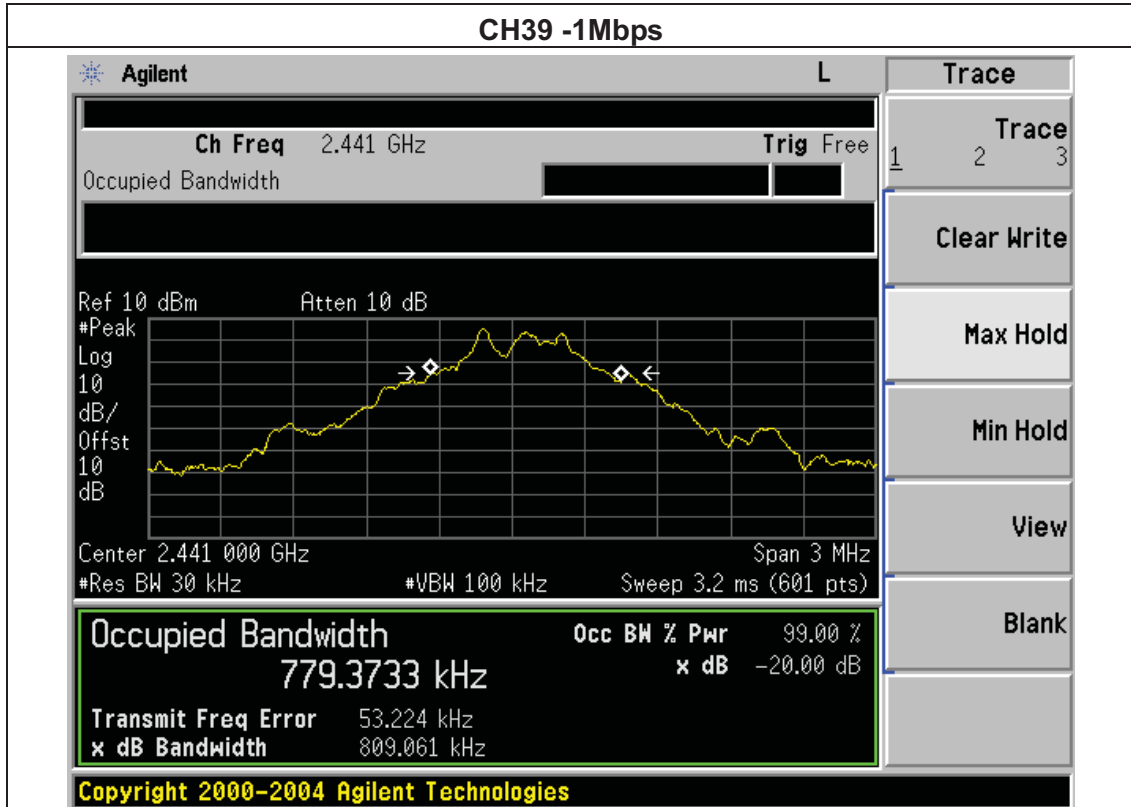 CH39 -1Mbps
Agilent L Trace
Ch Freq 2.441 GHz Trig Free
Occupied Bandwidth
Trace
1 2 3
Clear Write
Max Hold
Min Hold
View
Blank
Ref 10 dBm Atten 10 dB
#Peak
Log
10
dB/
Offst
10
dB
Center 2.441 000 GHz Span 3 MHz
#Res BW 30 kHz #VBW 100 kHz Sweep 3.2 ms (601 pts)
Occupied Bandwidth Occ BW % Pwr 99.00 %
779.3733 kHz x dB -20.00 dB
Transmit Freq Error 53.224 kHz
x dB Bandwidth 809.061 kHz
Copyright 2000-2004 Agilent Technologies